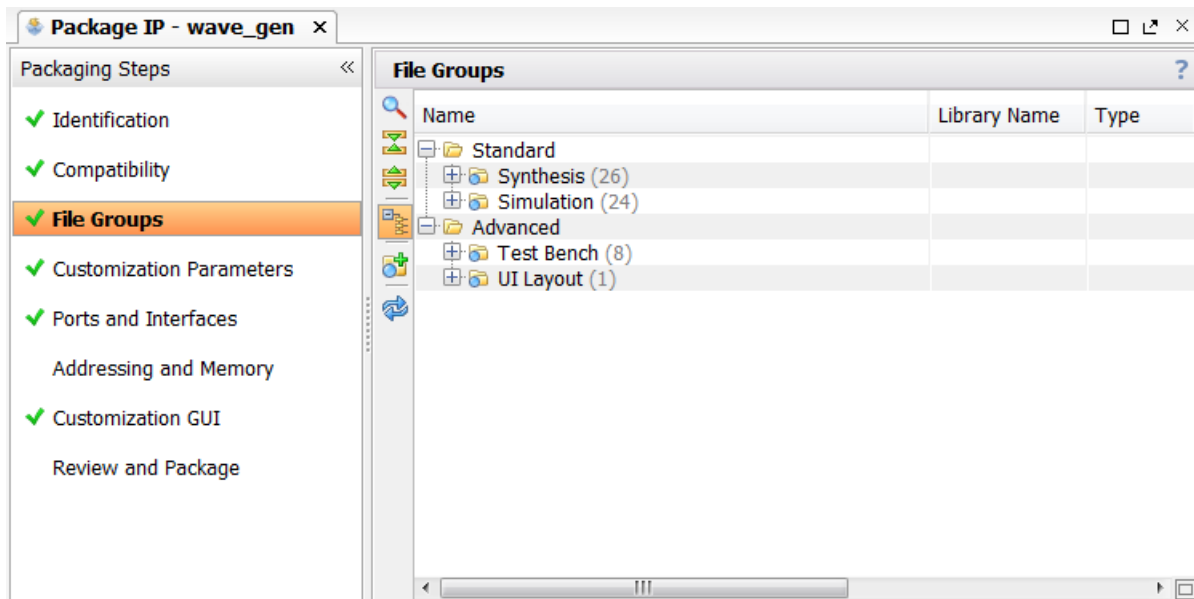 Package IP - wave_gen
Packaging Steps
Identification
Compatibility
File Groups
Customization Parameters
Ports and Interfaces
Addressing and Memory
Customization GUI
Review and Package
File Groups
Name Library Name Type
Standard
Synthesis (26)
Simulation (24)
Advanced
Test Bench (8)
UI Layout (1)